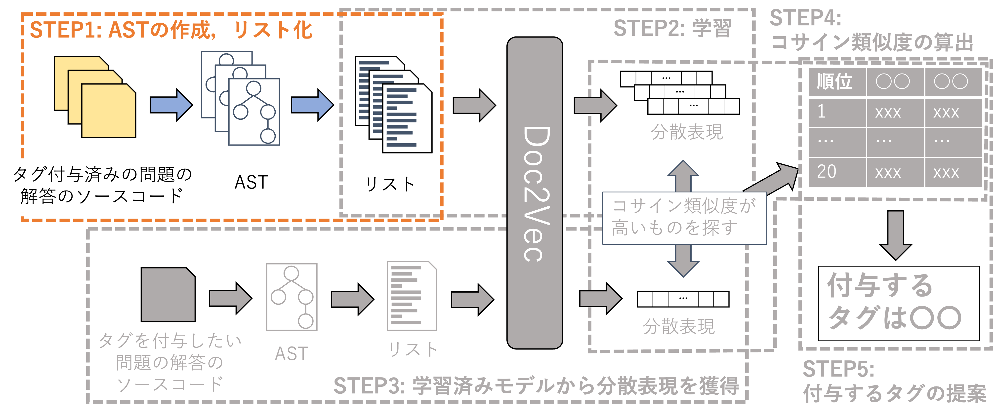 STEP1: ASTの作成, リスト化
タグ付与済みの問題の
解答のソースコード
AST
リスト
STEP2: 学習
Doc2Vec
…
…
…
分散表現
コサイン類似度が
高いものを探す
STEP4:
コサイン類似度の算出
順位 〇〇 〇〇
1 xxx xxx
… … …
20 xxx xxx
タグを付与したい
問題の解答の
ソースコード
AST
リスト
…
分散表現
STEP3: 学習済みモデルから分散表現を獲得
付与する
タグは〇〇
STEP5:
付与するタグの提案